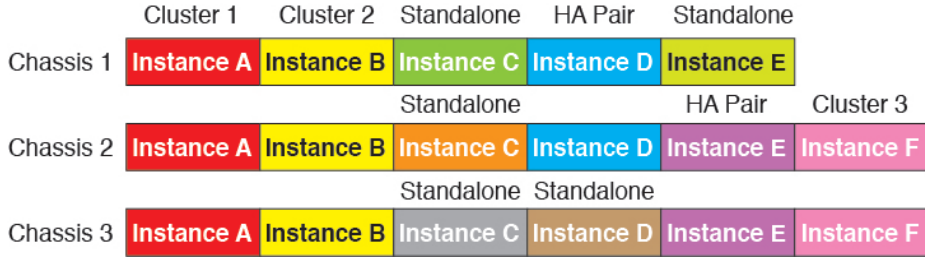 Cluster 1 Cluster 2 Standalone HA Pair Standalone
Chassis 1 Instance A Instance B Instance C Instance D Instance E
Standalone HA Pair Cluster 3
Chassis 2 Instance A Instance B Instance C Instance D Instance E Instance F
Standalone Standalone
Chassis 3 Instance A Instance B Instance C Instance D Instance E Instance F